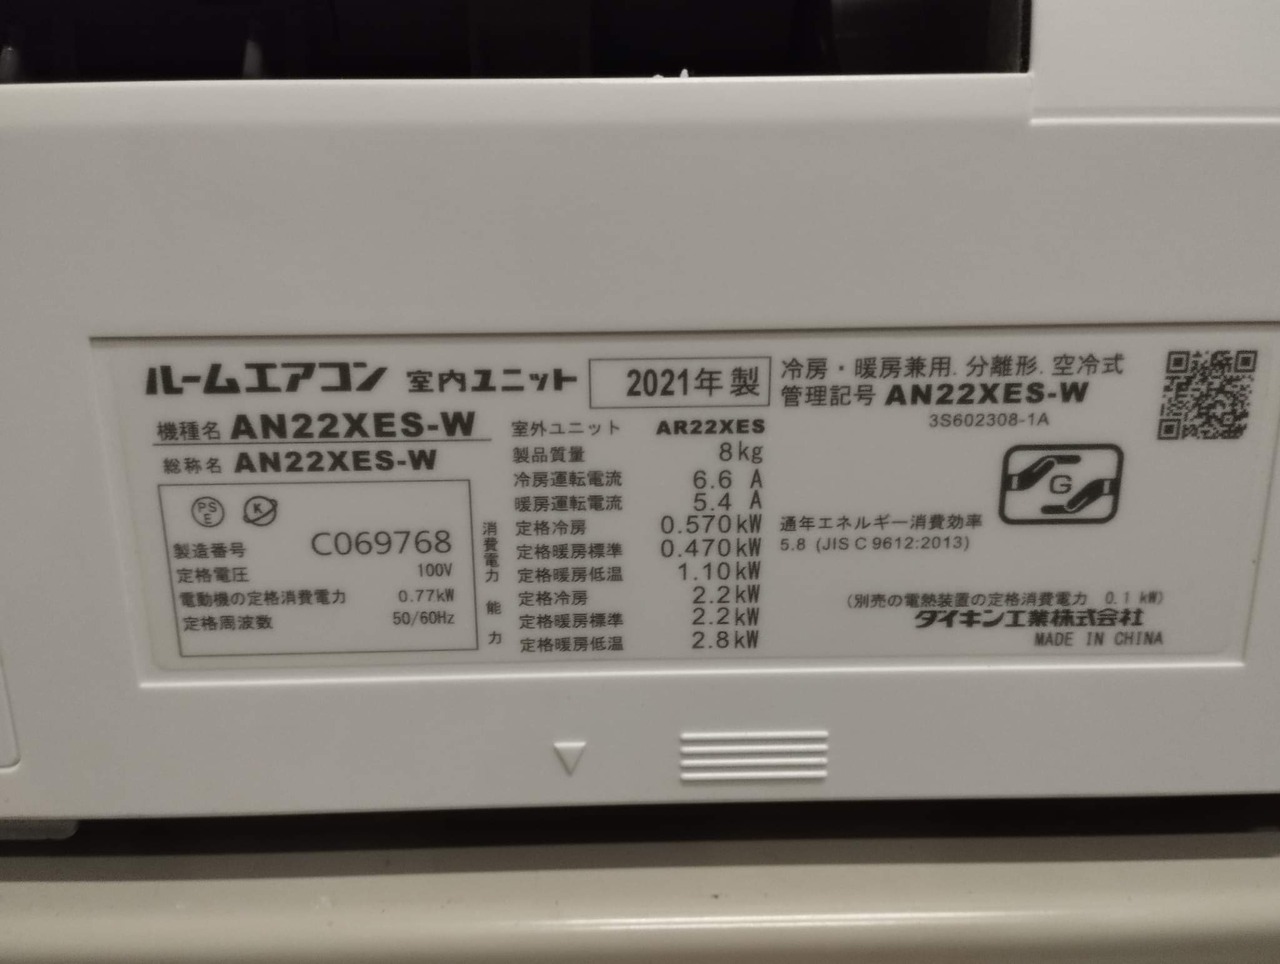 ルームエアコン 室内ユニット 2021年 製
機種名 AN22XES-W
総称名 AN22XES-W
PS
E
K
製造番号 C069768
定格電圧 100V
電動機の定格消費電力 0.77kW
定格周波数 50/60Hz
室外ユニット AR22XES
製品質量 8kg
冷房運転電流 6.6 A
暖房運転電流 5.4 A
消費電力
定格冷房 0.570kW
定格暖房標準 0.470kW
定格暖房低温 1.10kW
能力
定格冷房 2.2kW
定格暖房標準 2.2kW
定格暖房低温 2.8kW
冷房・暖房兼用.分離形.空冷式
管理記号 AN22XES-W
3S602308-1A
G
通年エネルギー消費効率
5.8 (JIS C 9612:2013)
(別売の電熱装置の定格消費電力 0.1 kW)
ダイキン工業株式会社
MADE IN CHINA